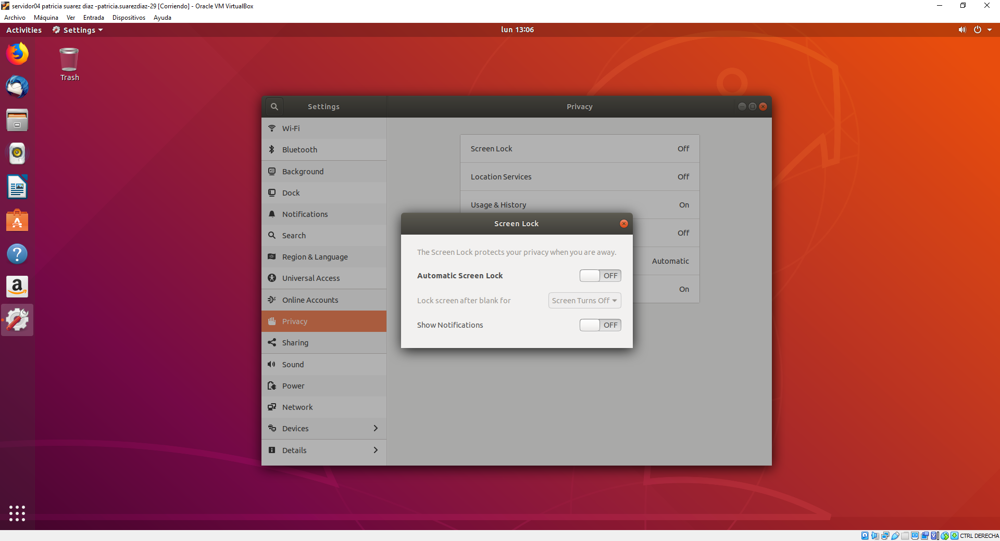 servidor04 patricia suarez diaz -patricia.suarezdiaz-29 [Corriendo] - Oracle VM VirtualBox
Archivo Máquina Ver Entrada Dispositivos Ayuda
Activities Settings lun 13:06
Trash
Settings Privacy
Wi-Fi
Bluetooth
Background
Dock
Notifications
Search
Region & Language
Universal Access
Online Accounts
Privacy
Sharing
Sound
Power
Network
Devices
Details
Screen Lock Off
Location Services Off
Usage & History On
Off
Automatic
On
Screen Lock
The Screen Lock protects your privacy when you are away.
Automatic Screen Lock OFF
Lock screen after blank for Screen Turns Off
Show Notifications OFF
CTRL DERECHA